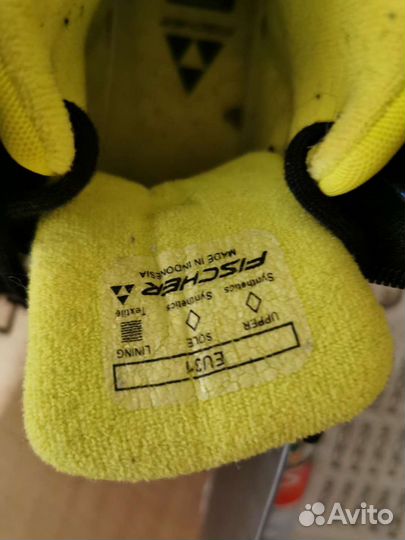 FISCHER
MADE IN INDONESIA
Synthetics Synthetics Textile
UPPER SOLE LINING
EU31
Avito